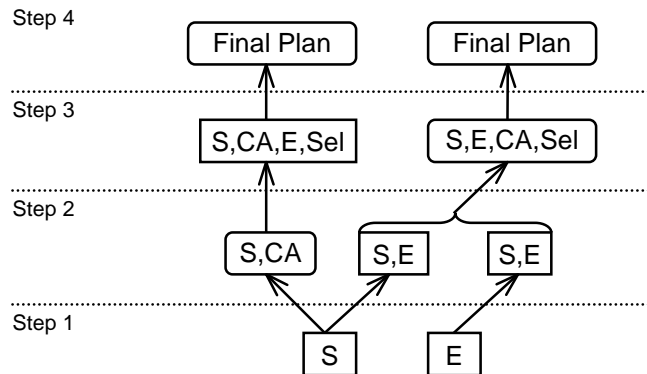 Step 4
Final Plan
Final Plan
Step 3
S,CA,E,Sel
S,E,CA,Sel
Step 2
S,CA
S,E
S,E
Step 1
S
E